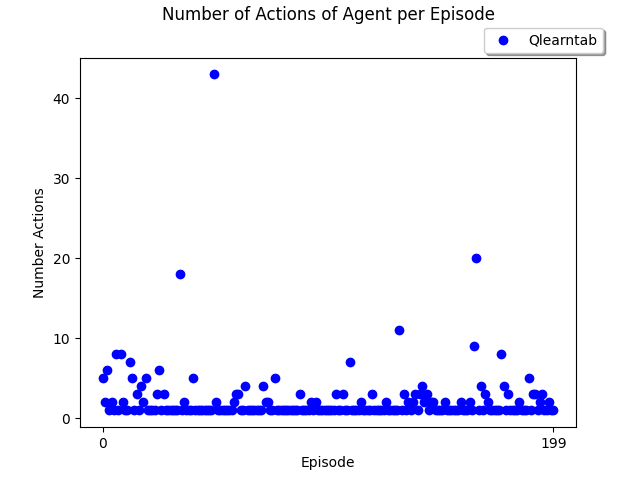 Number of Actions of Agent per Episode
Qlearntab
40
30
20
10
0
Number Actions
0
199
Episode